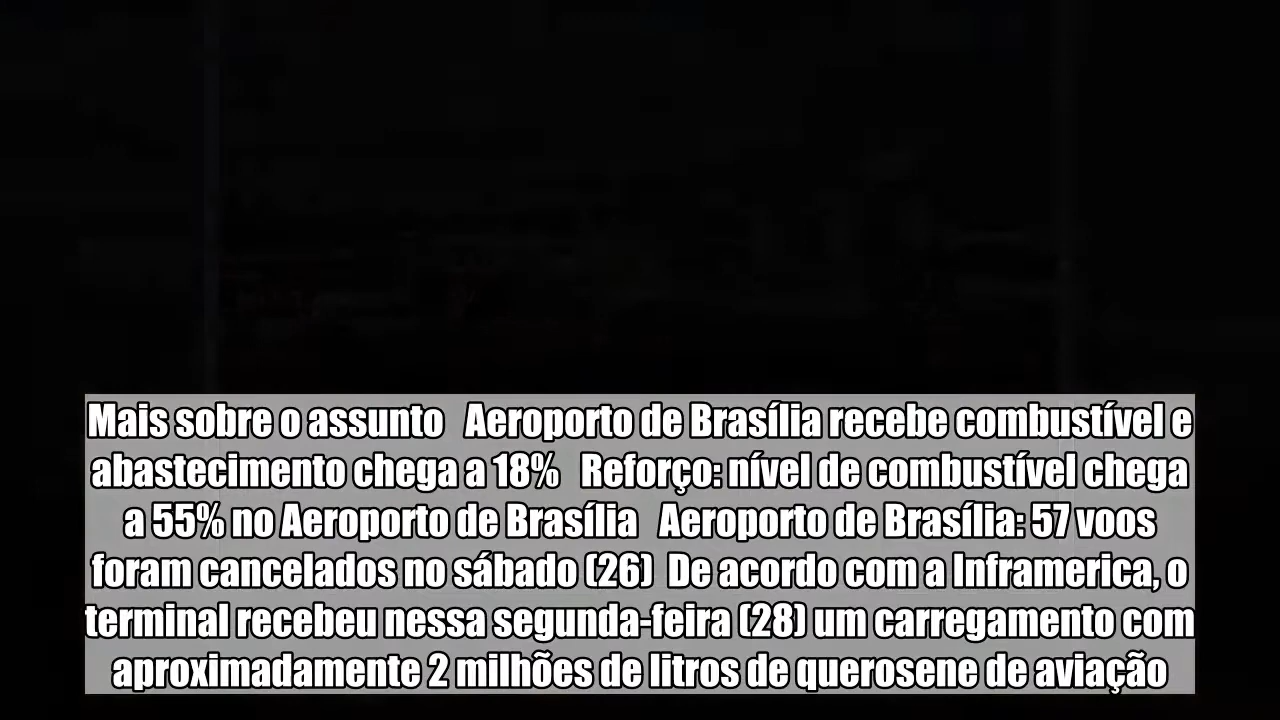 Mais sobre o assunto   Aeroporto de Brasília recebe combustível e
abastecimento chega a 18%   Reforço: nível de combustível chega
a 55% no Aeroporto de Brasília   Aeroporto de Brasília: 57 voos
foram cancelados no sábado (26)  De acordo com a Inframerica, o
terminal recebeu nessa segunda-feira (28) um carregamento com
aproximadamente 2 milhões de litros de querosene de aviação